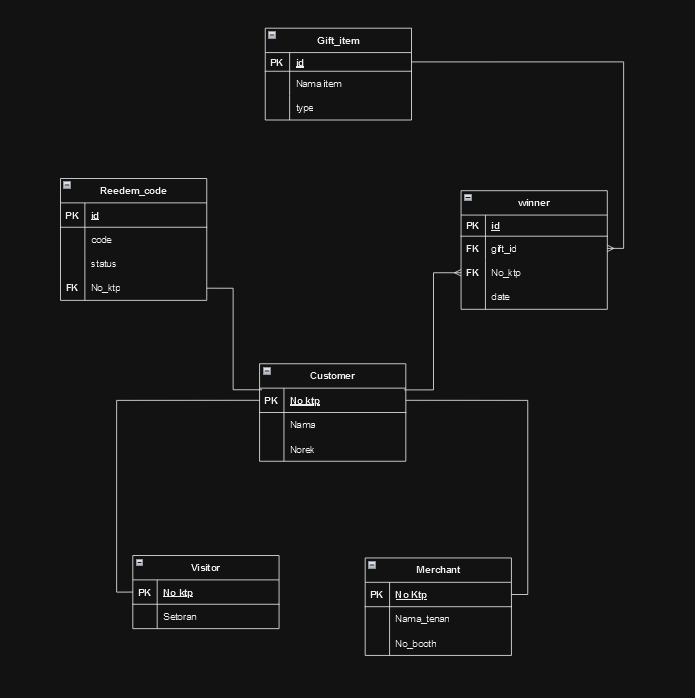 Gift_item
PK id
Nama item
type
Reedem_code
PK id
code
status
FK No_ktp
winner
PK id
FK gift_id
FK No_ktp
date
Customer
PK No ktp
Nama
Norek
Visitor
PK No ktp
Setoran
Merchant
PK No Ktp
Nama_tenan
No_booth